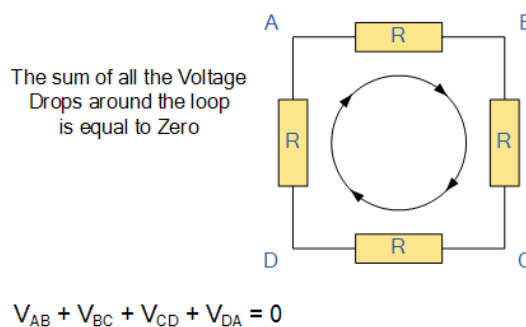 A B
R
The sum of all the Voltage
Drops around the loop
is equal to Zero
R R
R
D C
V_AB + V_BC + V_CD + V_DA = 0